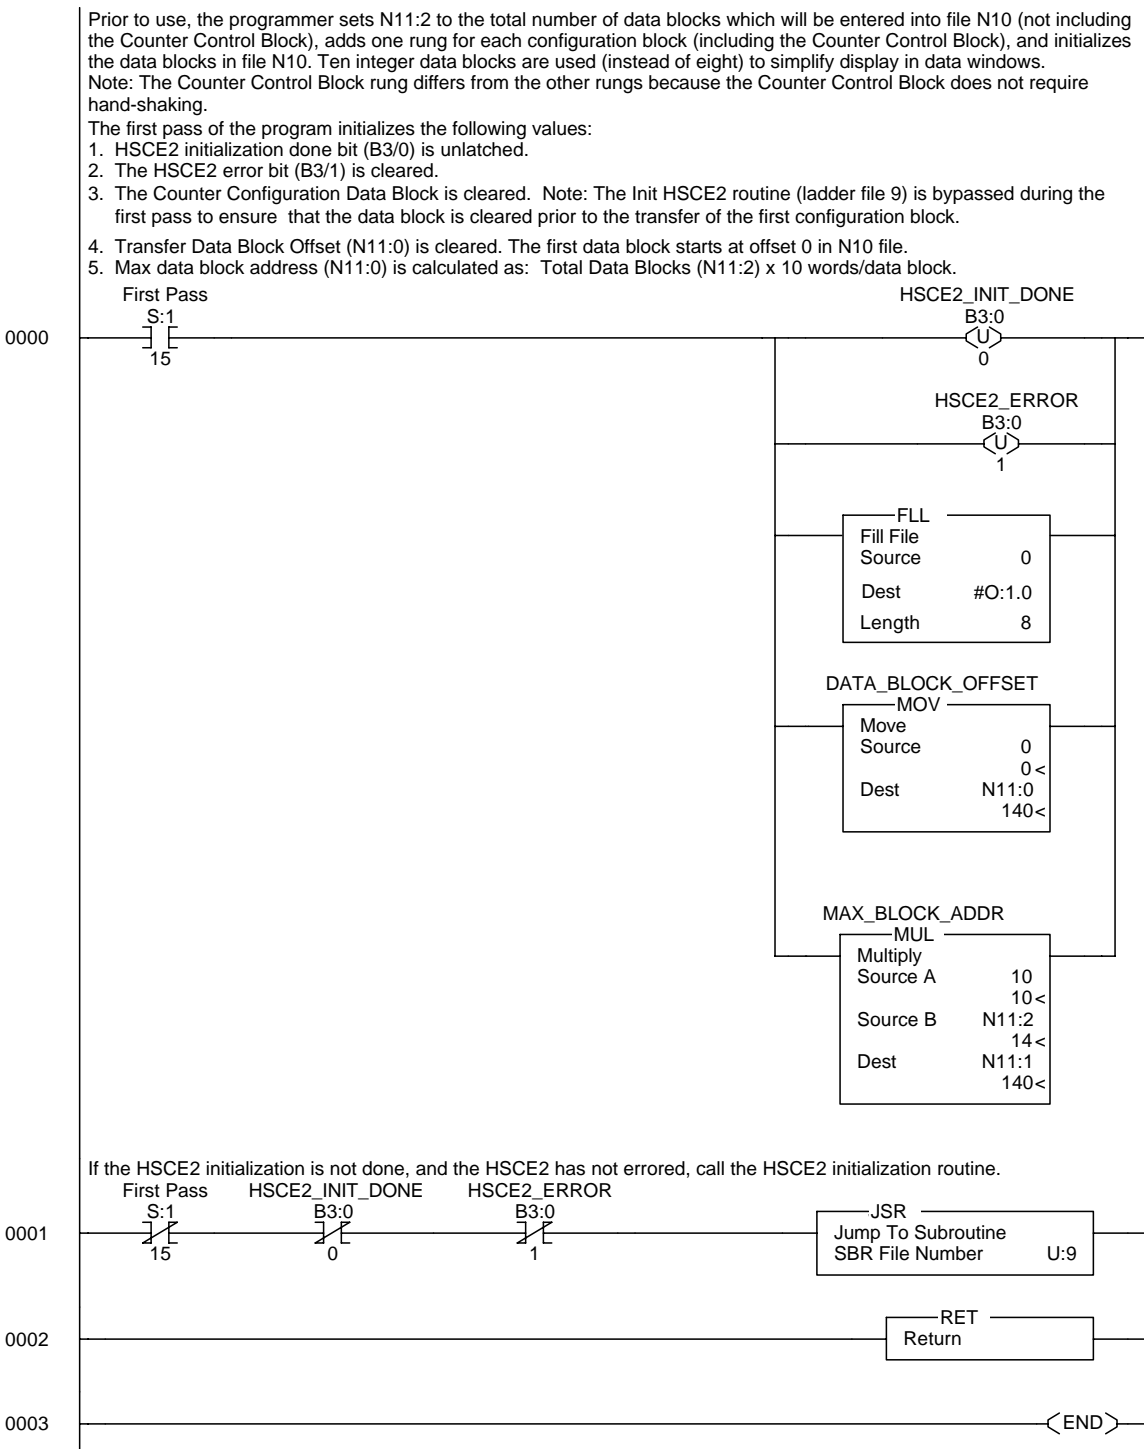 Prior to use, the programmer sets N11:2 to the total number of data blocks which will be entered into file N10 (not including
the Counter Control Block), adds one rung for each configuration block (including the Counter Control Block), and initializes
the data blocks in file N10. Ten integer data blocks are used (instead of eight) to simplify display in data windows.
Note: The Counter Control Block rung differs from the other rungs because the Counter Control Block does not require
hand-shaking.
The first pass of the program initializes the following values:
1. HSCE2 initialization done bit (B3/0) is unlatched.
2. The HSCE2 error bit (B3/1) is cleared.
3. The Counter Configuration Data Block is cleared. Note: The Init HSCE2 routine (ladder file 9) is bypassed during the
first pass to ensure that the data block is cleared prior to the transfer of the first configuration block.
4. Transfer Data Block Offset (N11:0) is cleared. The first data block starts at offset 0 in N10 file.
5. Max data block address (N11:0) is calculated as: Total Data Blocks (N11:2) x 10 words/data block.
First Pass HSCE2_INIT_DONE
S:1 B3:0
0000 U
15 0
HSCE2_ERROR
B3:0
U
1
FLL
Fill File
Source 0
Dest #O:1.0
Length 8
DATA_BLOCK_OFFSET
MOV
Move
Source 0
0<
Dest N11:0
140<
MAX_BLOCK_ADDR
MUL
Multiply
Source A 10
10<
Source B N11:2
14<
Dest N11:1
140<
If the HSCE2 initialization is not done, and the HSCE2 has not errored, call the HSCE2 initialization routine.
First Pass HSCE2_INIT_DONE HSCE2_ERROR
S:1 B3:0 B3:0 JSR
0001 Jump To Subroutine
15 0 1 SBR File Number U:9
RET
0002 Return
0003 END